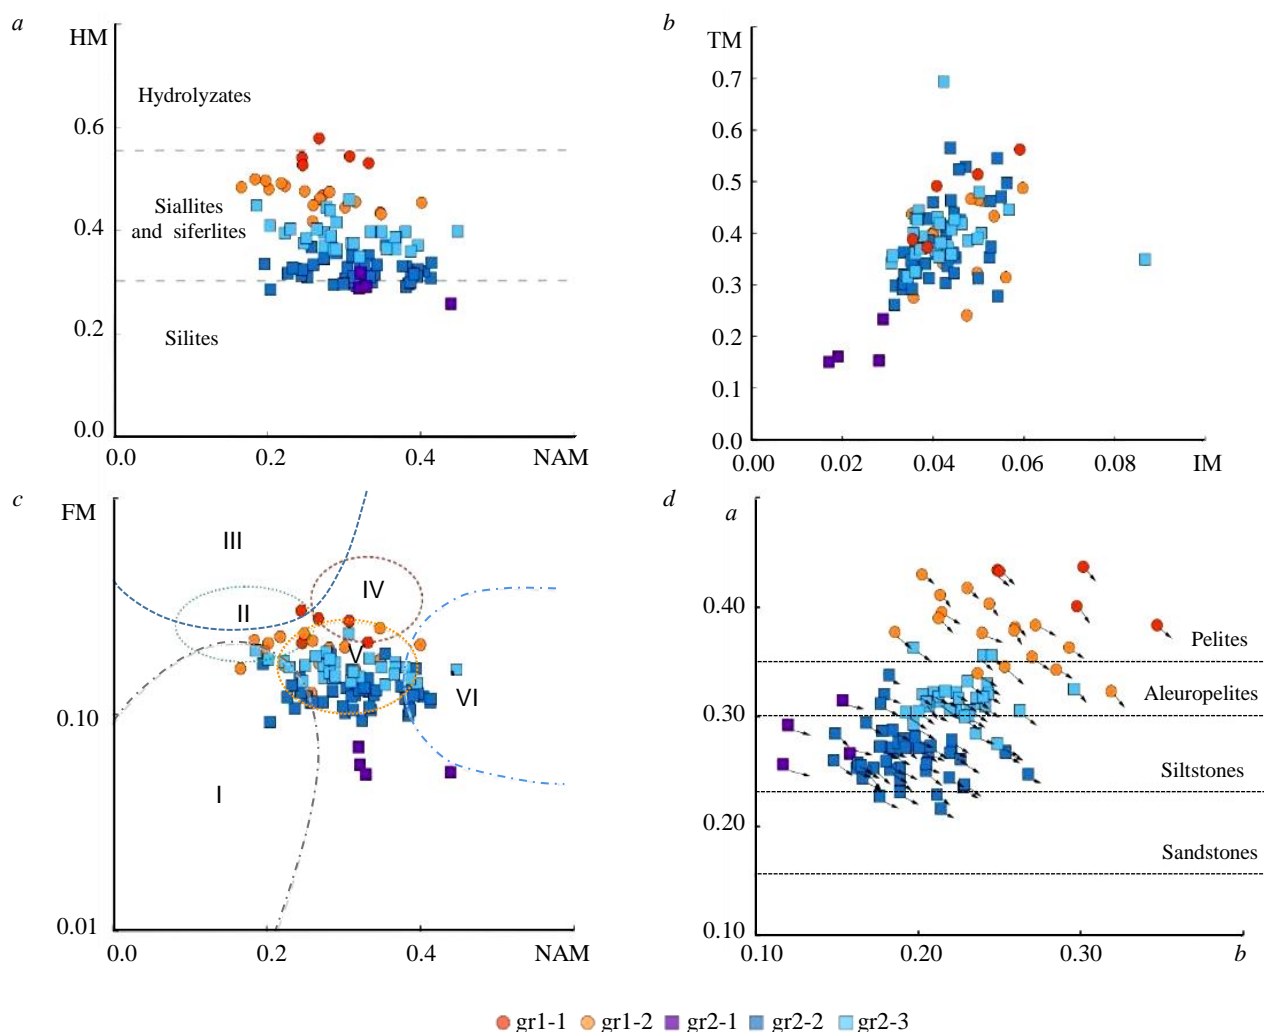 a
HM
Hydrolyzates
0.6
Siallites
and siferlites
0.4
0.2
Silites
0.0
0.0 0.2 0.4 NAM
b
TM
0.7
0.6
0.5
0.4
0.3
0.2
0.1
0.0
0.00 0.02 0.04 0.06 0.08 IM
c
FM
III
IV
II
V
VI
0.10
I
0.01
0.0 0.2 0.4 NAM
d
a
0.40
Pelites
Aleuropelites
0.30
Siltstones
0.20
Sandstones
0.10
0.10 0.20 0.30 b
gr1-1 gr1-2 gr2-1 gr2-2 gr2-3